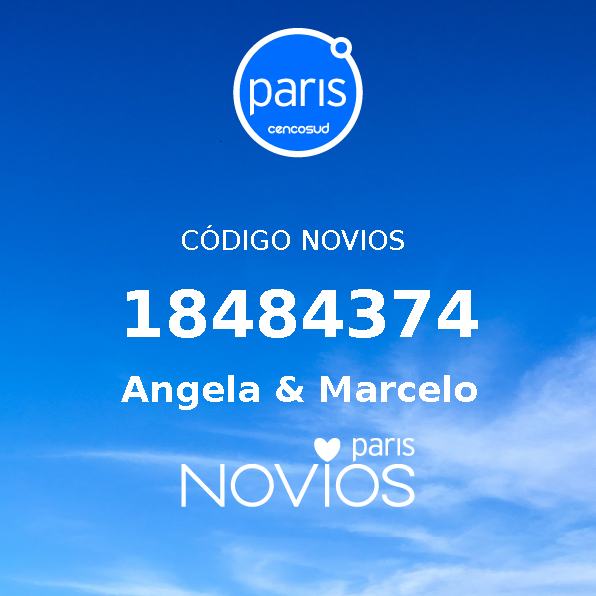 paris
cencosud
CÓDIGO NOVIOS
18484374
Angela & Marcelo
paris
NOVIOS